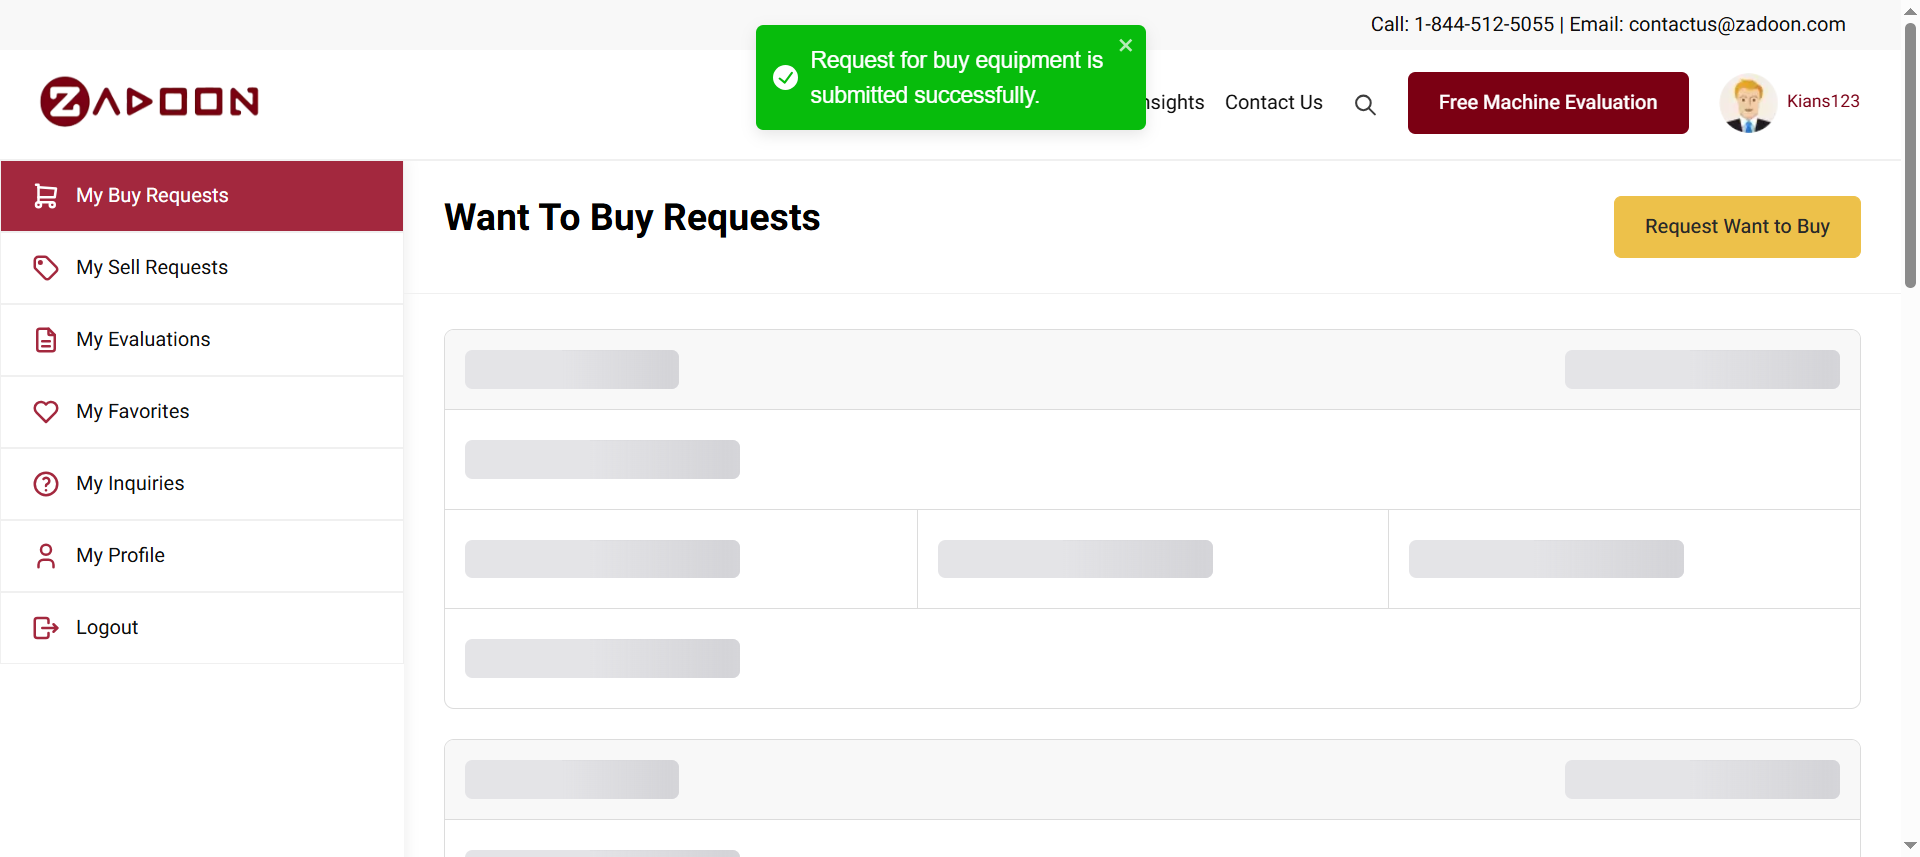 Call: 1-844-512-5055 | Email: contactus@zadoon.com
Request for buy equipment is
submitted successfully.
ZADOON
Contact Us
Free Machine Evaluation
Kians123
My Buy Requests
My Sell Requests
My Evaluations
My Favorites
My Inquiries
My Profile
Logout
Want To Buy Requests
Request Want to Buy